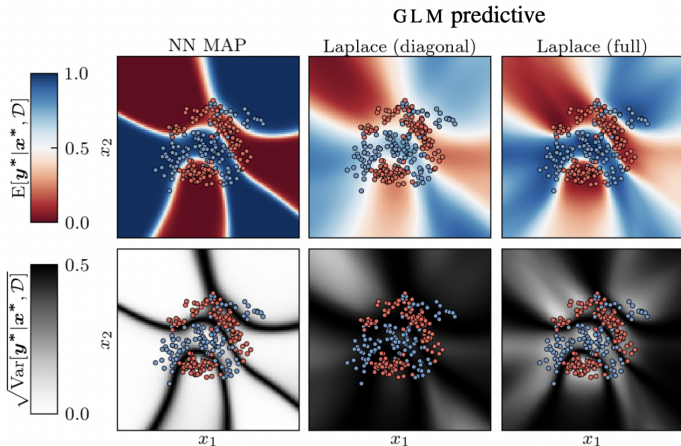 GLM predictive
NN MAP
Laplace (diagonal)
Laplace (full)
E[y*|x*, D]
1.0
0.5
0.0
x₂
√Var[y*|x*, D]
0.5
0.0
x₂
x₁
x₁
x₁